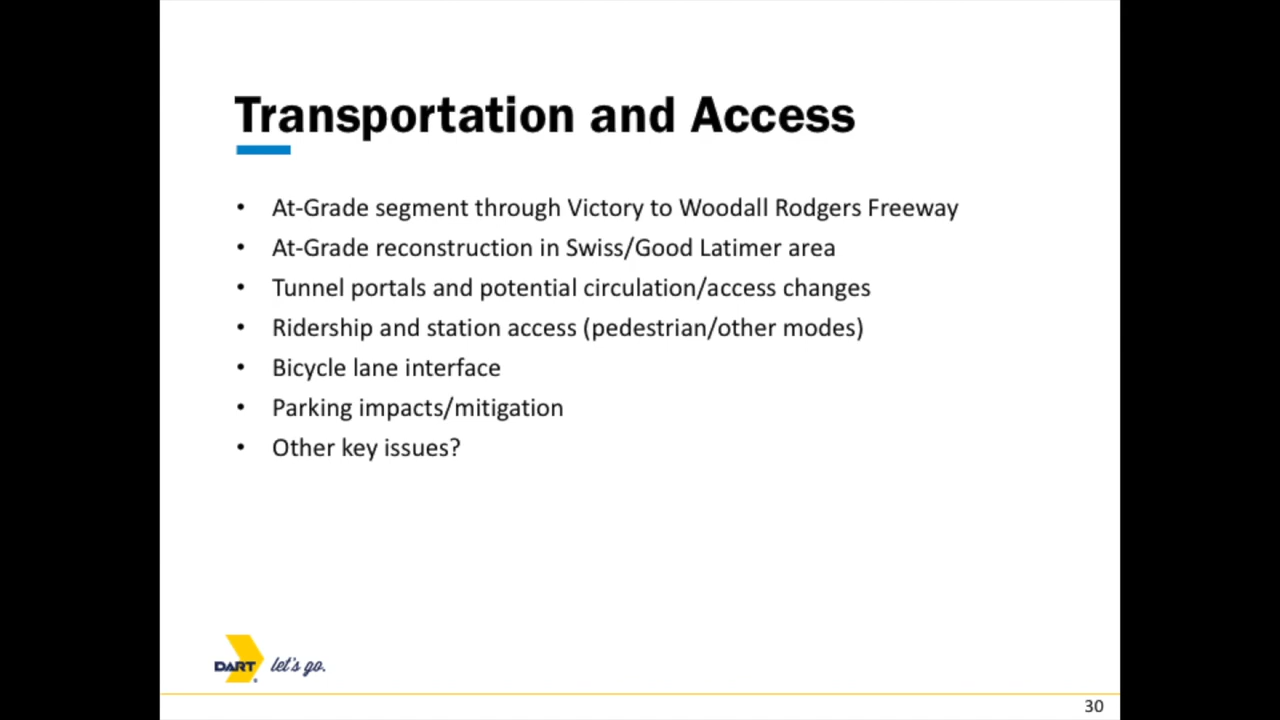 Transportation and Access
• At-Grade segment through Victory to Woodall Rodgers Freeway
• At-Grade reconstruction in Swiss/Good Latimer area
• Tunnel portals and potential circulation/access changes
• Ridership and station access (pedestrian/other modes)
• Bicycle lane interface
• Parking impacts/mitigation
• Other key issues?
DART let's go.
30